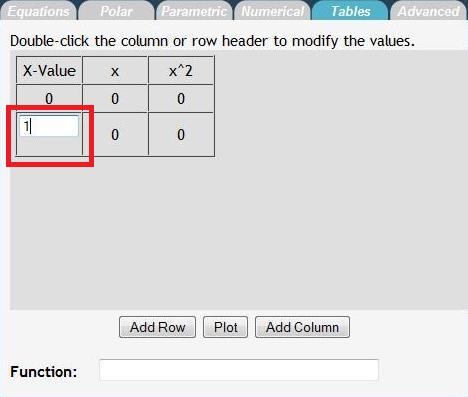 Equations Polar Parametric Numerical Tables Advanced
Double-click the column or row header to modify the values.
X-Value x x^2
0 0 0
1 0 0
Add Row Plot Add Column
Function: